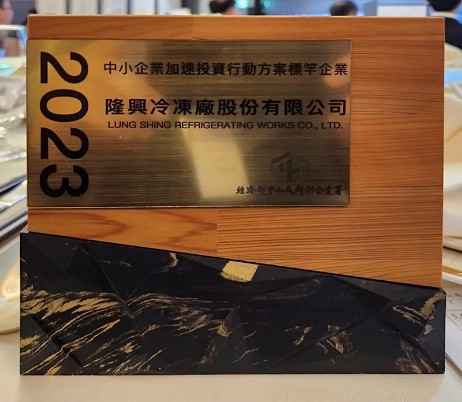 2023
中小企業加速投資行動方案標竿企業
隆興冷凍廠股份有限公司
LUNG SHING REFRIGERATING WORKS CO., LTD.
經濟部中小及新創企業署